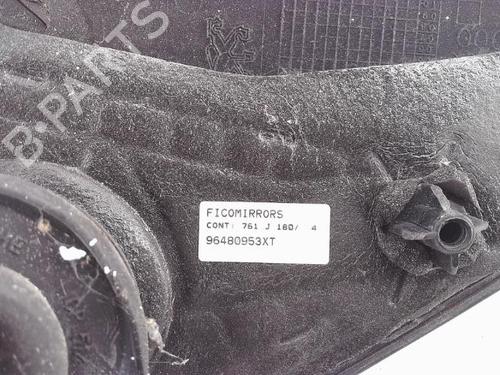 B-PARTS
FICOMIRRORS
CONT: 761 J 180/ 4
96480953XT